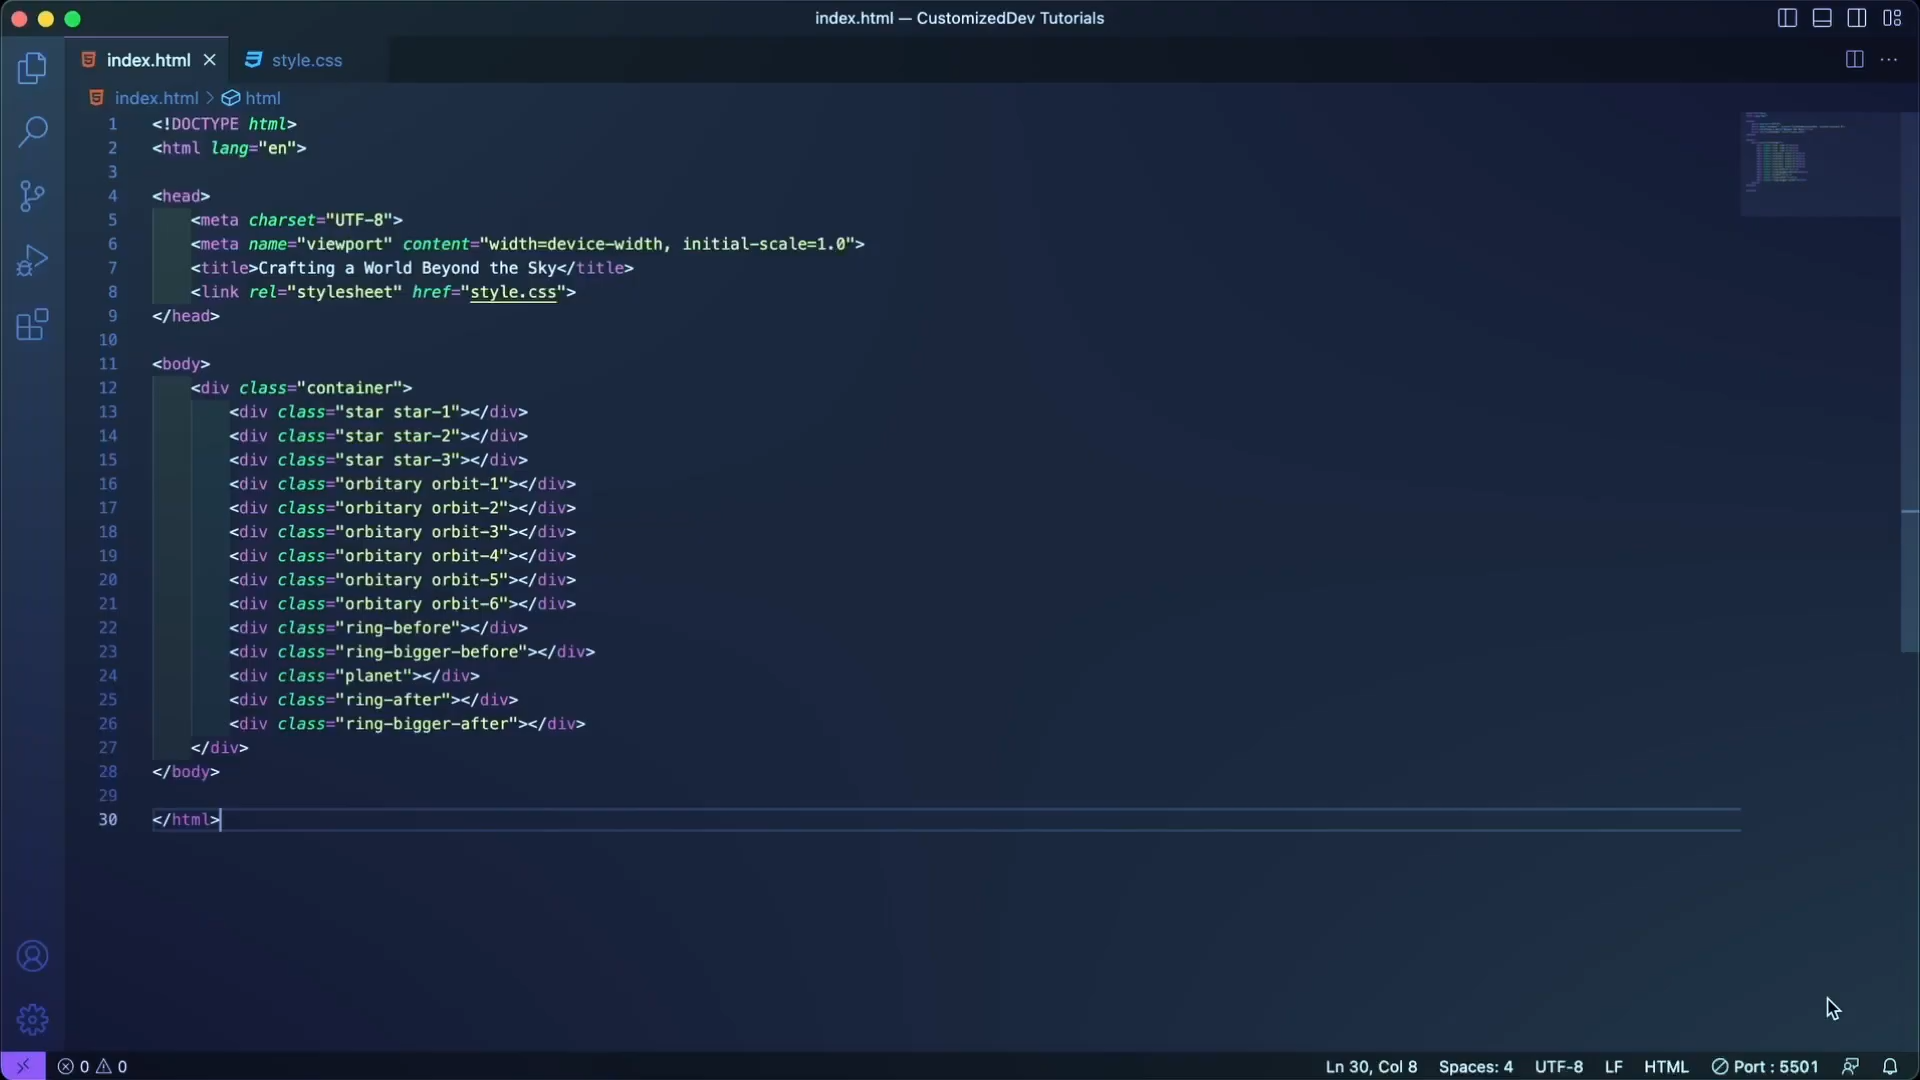 index.html — CustomizedDev Tutorials
index.html
style.css
index.html > html
1 <!DOCTYPE html>
2 <html lang="en">
3
4 <head>
5 <meta charset="UTF-8">
6 <meta name="viewport" content="width=device-width, initial-scale=1.0">
7 <title>Crafting a World Beyond the Sky</title>
8 <link rel="stylesheet" href="style.css">
9 </head>
10
11 <body>
12 <div class="container">
13 <div class="star star-1"></div>
14 <div class="star star-2"></div>
15 <div class="star star-3"></div>
16 <div class="orbitary orbit-1"></div>
17 <div class="orbitary orbit-2"></div>
18 <div class="orbitary orbit-3"></div>
19 <div class="orbitary orbit-4"></div>
20 <div class="orbitary orbit-5"></div>
21 <div class="orbitary orbit-6"></div>
22 <div class="ring-before"></div>
23 <div class="ring-bigger-before"></div>
24 <div class="planet"></div>
25 <div class="ring-after"></div>
26 <div class="ring-bigger-after"></div>
27 </div>
28 </body>
29
30 </html>
0 0 Ln 30, Col 8 Spaces: 4 UTF-8 LF HTML Port : 5501